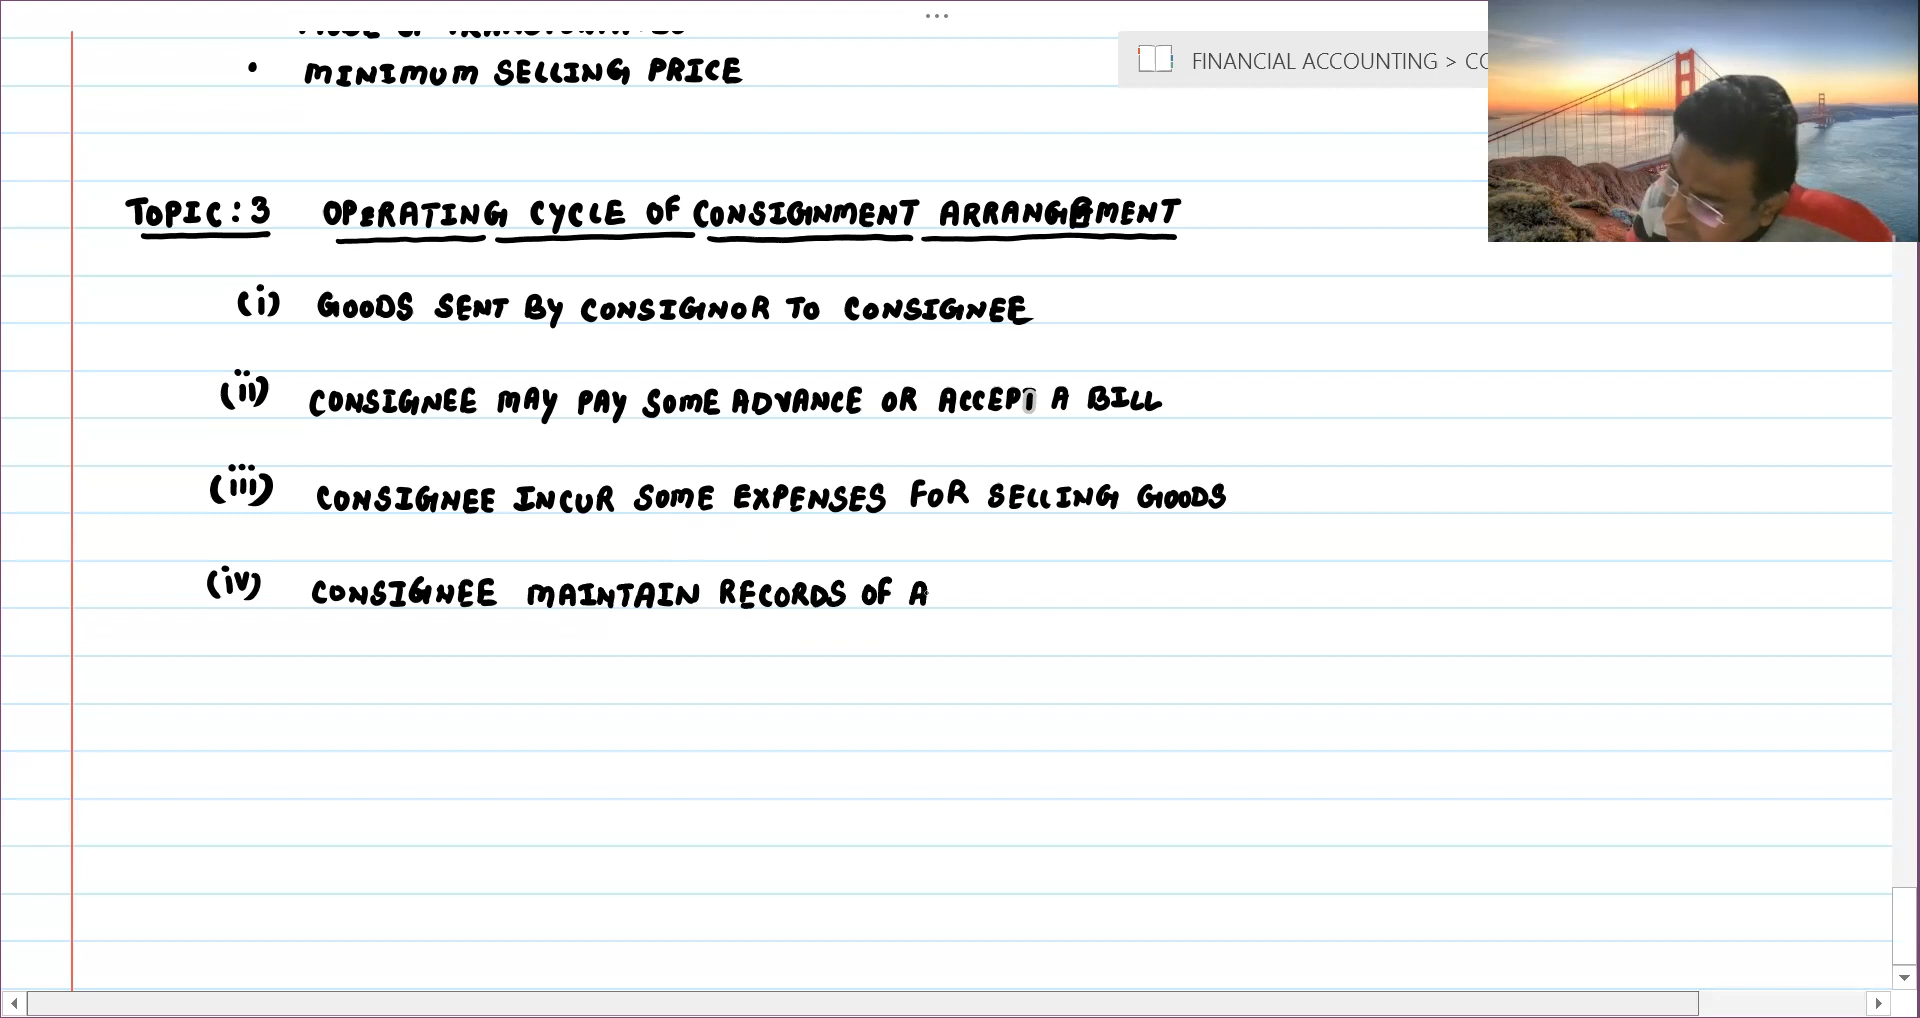 • MINIMUM SELLING PRICE
FINANCIAL ACCOUNTING > CO
TOPIC:3 OPERATING CYCLE OF CONSIGNMENT ARRANGEMENT
(i) GOODS SENT BY CONSIGNOR TO CONSIGNEE
(ii) CONSIGNEE MAY PAY SOME ADVANCE OR ACCEPT A BILL
(iii) CONSIGNEE INCUR SOME EXPENSES FOR SELLING GOODS
(iv) CONSIGNEE MAINTAIN RECORDS OF A